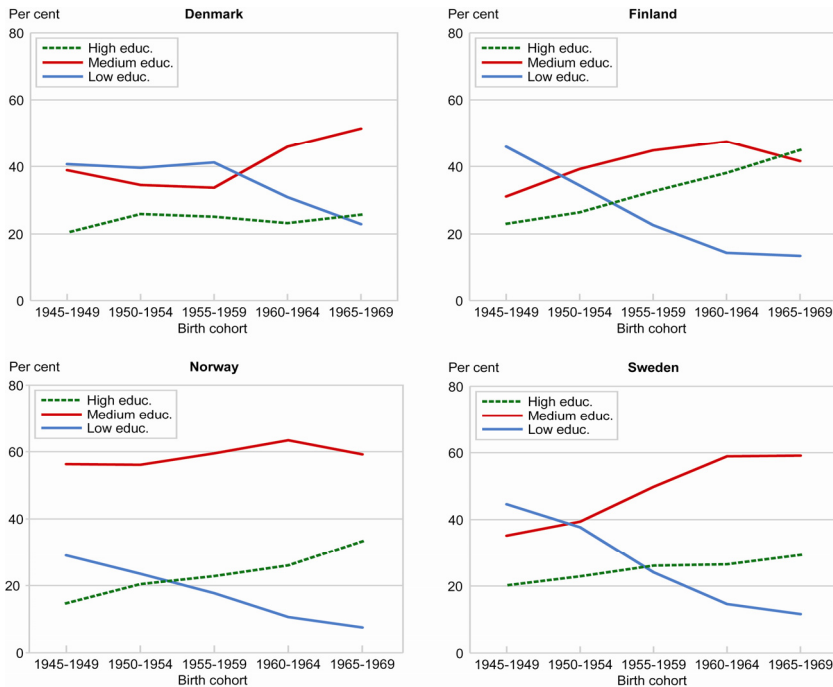 Per cent Denmark
80
High educ.
Medium educ.
Low educ.
60
40
20
0
1945-1949 1950-1954 1955-1959 1960-1964 1965-1969
Birth cohort
Per cent Finland
80
High educ.
Medium educ.
Low educ.
60
40
20
0
1945-1949 1950-1954 1955-1959 1960-1964 1965-1969
Birth cohort
Per cent Norway
80
High educ.
Medium educ.
Low educ.
60
40
20
0
1945-1949 1950-1954 1955-1959 1960-1964 1965-1969
Birth cohort
Per cent Sweden
80
High educ.
Medium educ.
Low educ.
60
40
20
0
1945-1949 1950-1954 1955-1959 1960-1964 1965-1969
Birth cohort